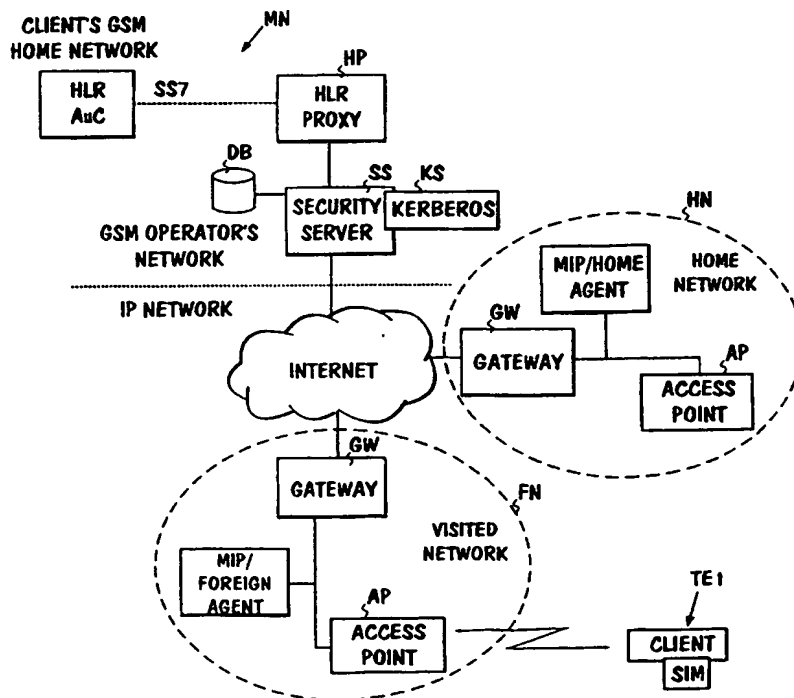 CLIENT'S GSM
HOME NETWORK
MN
HLR
AuC
SS7
HP
HLR
PROXY
DB
SS
KS
SECURITY
SERVER
KERBEROS
GSM OPERATOR'S
NETWORK
IP NETWORK
HN
MIP/HOME
AGENT
HOME
NETWORK
GW
GATEWAY
AP
ACCESS
POINT
INTERNET
GW
GATEWAY
FN
VISITED
NETWORK
MIP/
FOREIGN
AGENT
AP
ACCESS
POINT
TE1
CLIENT
SIM